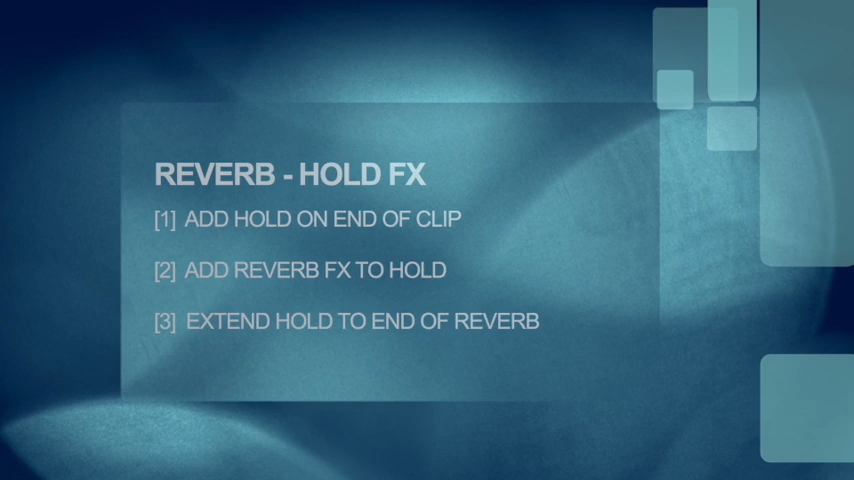 REVERB - HOLD FX
[1] ADD HOLD ON END OF CLIP
[2] ADD REVERB FX TO HOLD
[3] EXTEND HOLD TO END OF REVERB